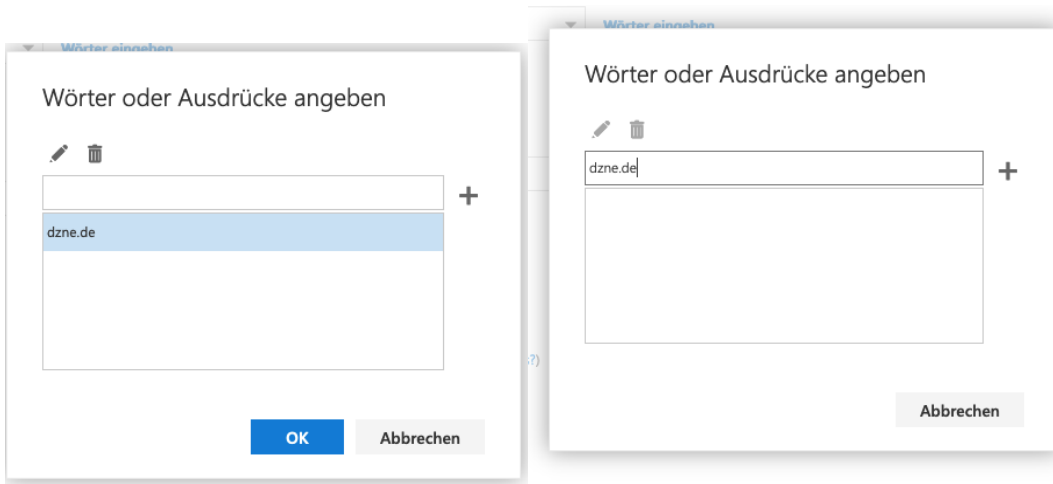 Wörter eingeben
Wörter oder Ausdrücke angeben
dzne.de
OK
Abbrechen
Wörter eingeben
Wörter oder Ausdrücke angeben
dzne.de
?)
Abbrechen